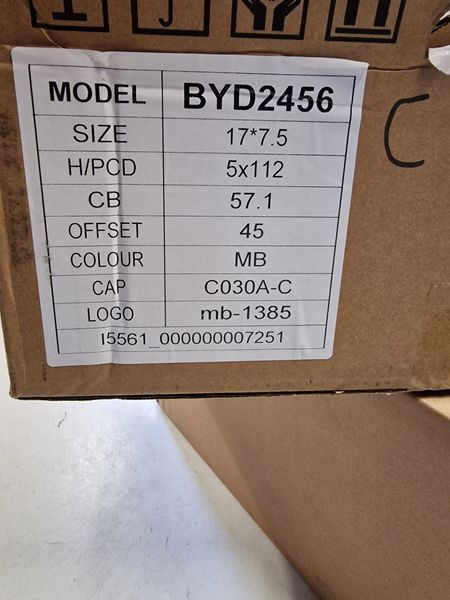 MODEL BYD2456
SIZE 17*7.5
H/PCD 5x112
CB 57.1
OFFSET 45
COLOUR MB
CAP C030A-C
LOGO mb-1385
I5561_000000007251
C